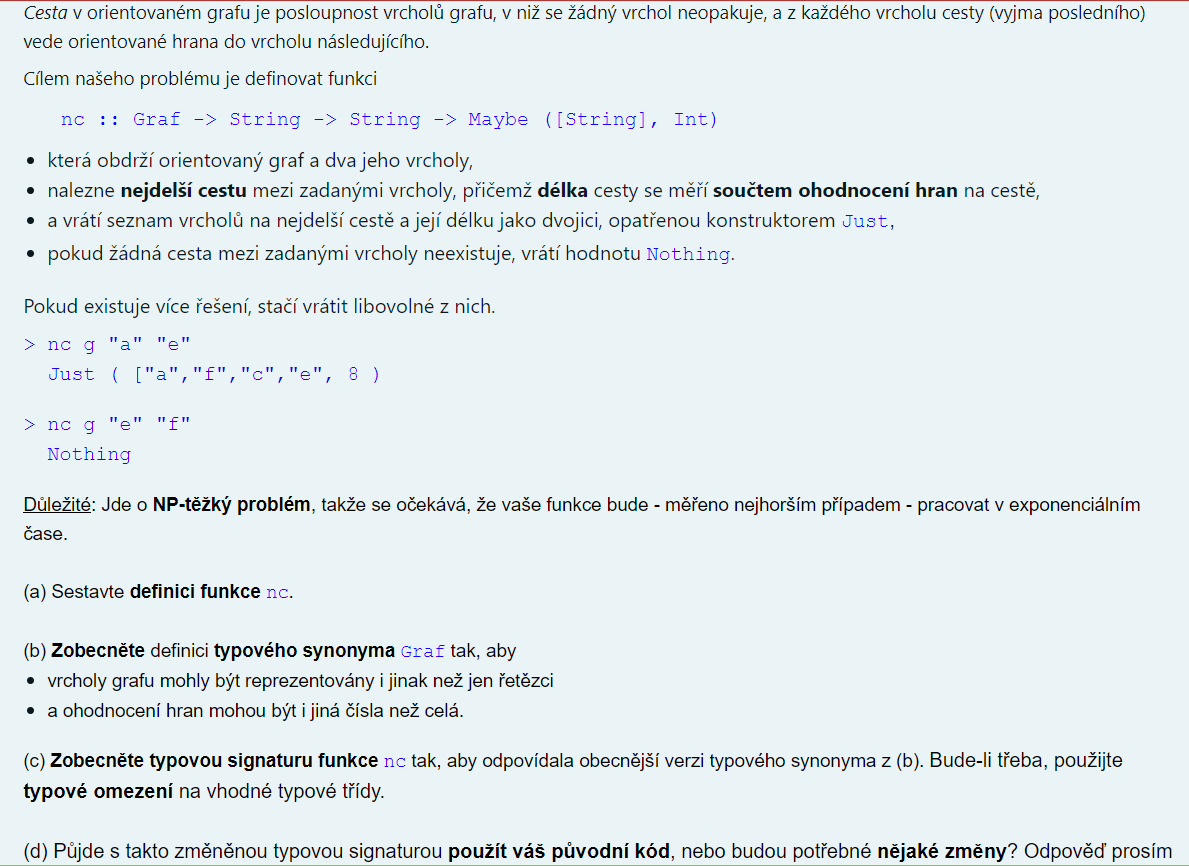 Cesta v orientovaném grafu je posloupnost vrcholů grafu, v niž se žádný vrchol neopakuje, a z každého vrcholu cesty (vyjma posledního)
vede orientované hrana do vrcholu následujícího.
Cílem našeho problému je definovat funkci
nc :: Graf -> String -> String -> Maybe ([String], Int)
• která obdrží orientovaný graf a dva jeho vrcholy,
• nalezne nejdelší cestu mezi zadanými vrcholy, přičemž délka cesty se měří součtem ohodnocení hran na cestě,
• a vrátí seznam vrcholů na nejdelší cestě a její délku jako dvojici, opatřenou konstruktorem Just,
• pokud žádná cesta mezi zadanými vrcholy neexistuje, vrátí hodnotu Nothing.
Pokud existuje více řešení, stačí vrátit libovolné z nich.
> nc g "a" "e"
Just ( ["a","f","c","e", 8 )
> nc g "e" "f"
Nothing
Důležité: Jde o NP-těžký problém, takže se očekává, že vaše funkce bude - měřeno nejhorším případem - pracovat v exponenciálním
čase.
(a) Sestavte definici funkce nc.
(b) Zobecněte definici typového synonyma Graf tak, aby
• vrcholy grafu mohly být reprezentovány i jinak než jen řetězci
• a ohodnocení hran mohou být i jiná čísla než celá.
(c) Zobecněte typovou signaturu funkce nc tak, aby odpovídala obecnější verzi typového synonyma z (b). Bude-li třeba, použijte
typové omezení na vhodné typové třídy.
(d) Půjde s takto změněnou typovou signaturou použít váš původní kód, nebo budou potřebné nějaké změny? Odpověď prosím